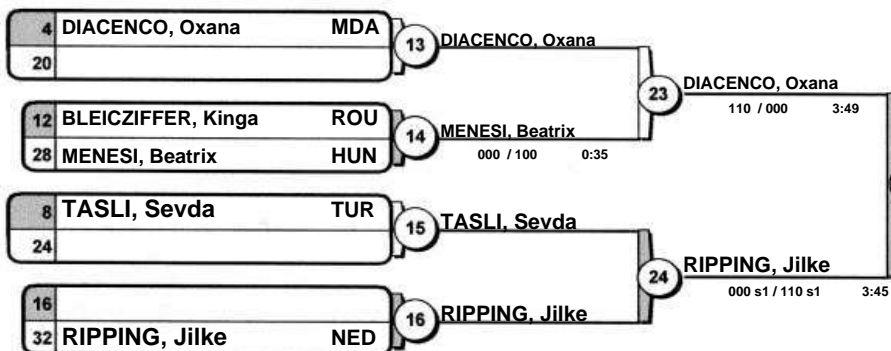 4 DIACENCO, Oxana MDA
20
13 DIACENCO, Oxana
12 BLEICZIFFER, Kinga ROU
28 MENESI, Beatrix HUN
14 MENESI, Beatrix
000 / 100 0:35
23 DIACENCO, Oxana
110 / 000 3:49
8 TASLI, Sevda TUR
24
15 TASLI, Sevda
16
32 RIPPING, Jilke NED
16 RIPPING, Jilke
24 RIPPING, Jilke
000 s1 / 110 s1 3:45